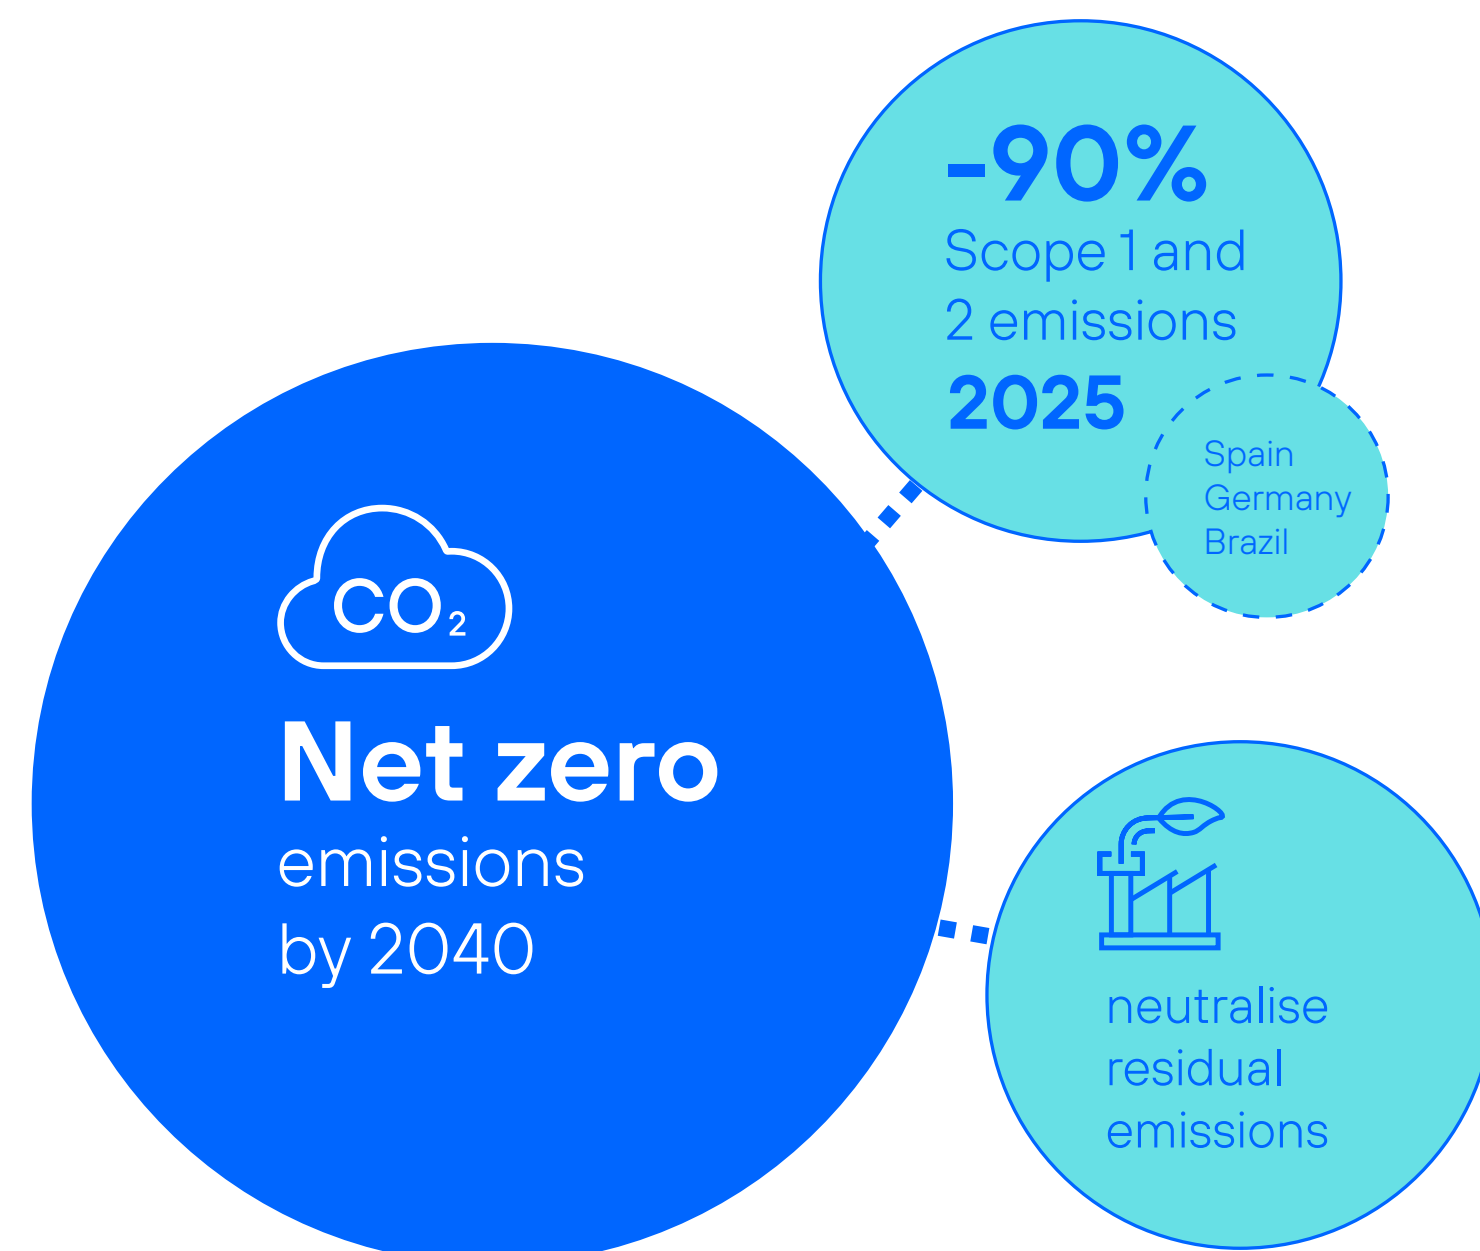 -90%
Scope 1 and
2 emissions
2025
Spain
Germany
Brazil
CO₂
Net zero
emissions
by 2040
neutralise
residual
emissions